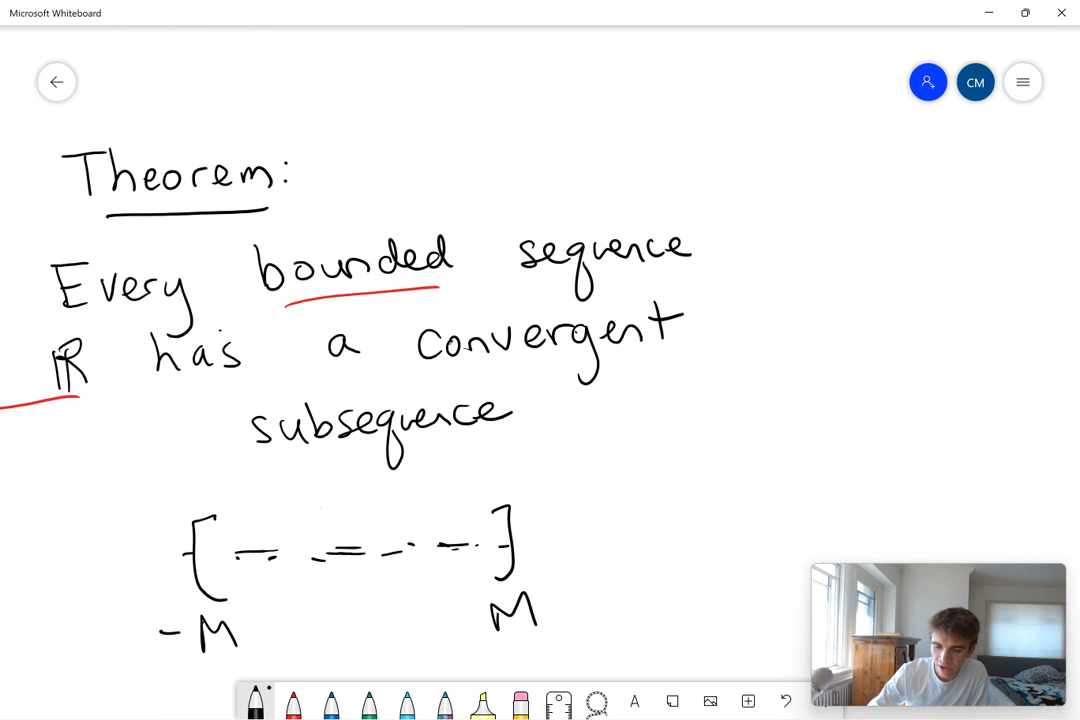 Microsoft Whiteboard
CM
Theorem:
Every bounded sequence
ℝ has a convergent
subsequence
[ ]
-M M
A